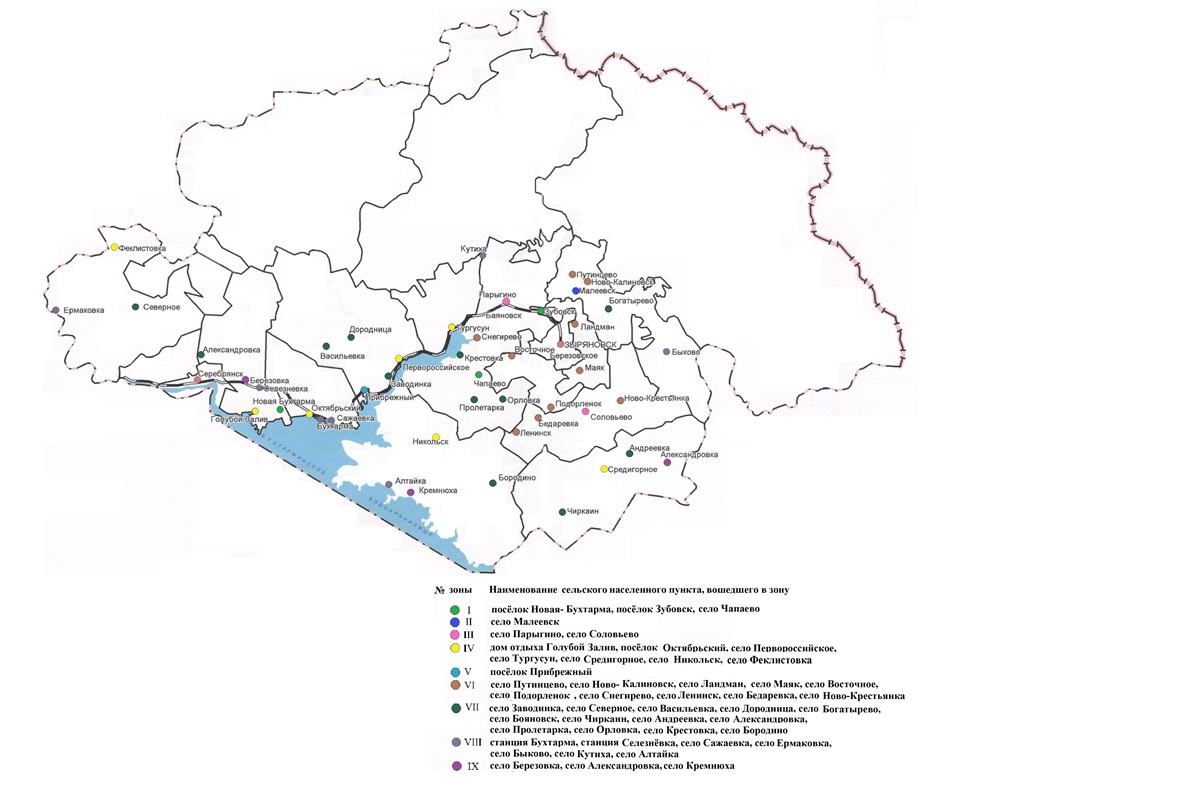 Кутиха
Феклистовка
Путинцево
Ново-Калиновск
Малеевск
Парыгино
Богатырево
Ермаковка
Северное
Баяновск
Зубовск
Дородница
Тургусун
Снегирево
Ландман
Васильевка
Александровка
Восточное
ЗЫРЯНОВСК
Быково
Крестовка
Березовское
Первороссийское
Маяк
Серебрянск
Березовка
Заводинка
Чапаево
Селезневка
Прибрежный
Новая Бухтарма
Октябрьский
Пролетарка
Орловка
Подорленок
Ново-Крестьянка
Голубой Залив
Сажаевка
Соловьево
Бухтарма
Бедаревка
Ленинск
Никольск
БУХТАРМИНСКОЕ
Андреевка
Александровка
Средигорное
Бородино
Алтайка
Кремнюха
ВОДОХРАНИЛИЩЕ
Чиркаин
№ зоны Наименование сельского населенного пункта, вошедшего в зону
I посёлок Новая- Бухтарма, посёлок Зубовск, село Чапаево
II село Малеевск
III село Парыгино, село Соловьево
IV дом отдыха Голубой Залив, посёлок Октябрьский, село Первороссийское,
село Тургусун, село Средигорное, село Никольск, село Феклистовка
V посёлок Прибрежный
VI село Путинцево, село Ново- Калиновск, село Ландман, село Маяк, село Восточное,
село Подорленок , село Снегирево, село Ленинск, село Бедаревка, село Ново-Крестьянка
VII село Заводинка, село Северное, село Васильевка, село Дородница, село Богатырево,
село Бояновск, село Чиркаин, село Андреевка, село Александровка,
село Пролетарка, село Орловка, село Крестовка, село Бородино
VIII станция Бухтарма, станция Селезнёвка, село Сажаевка, село Ермаковка,
село Быково, село Кутиха, село Алтайка
IX село Березовка, село Александровка, село Кремнюха